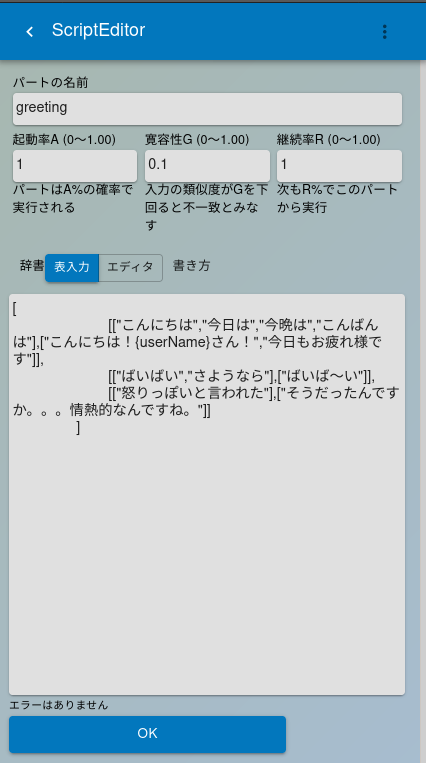 ScriptEditor
パートの名前
greeting
起動率A (0〜1.00) 寛容性G (0〜1.00) 継続率R (0〜1.00)
1 0.1 1
パートはA%の確率で 入力の類似度がGを下 次もR%でこのパート
実行される 回ると不一致とみな から実行
す
辞書 表入力 エディタ 書き方
[
[["こんにちは","今日は","今晩は","こんばん
は"],["こんにちは！{userName}さん！","今日もお疲れ様で
す"]],
[["ばいばい","さようなら"],["ばいば〜い"]],
[["怒りっぽいと言われた"],["そうだったんです
か。。。情熱的なんですね。"]]
]
エラーはありません
OK